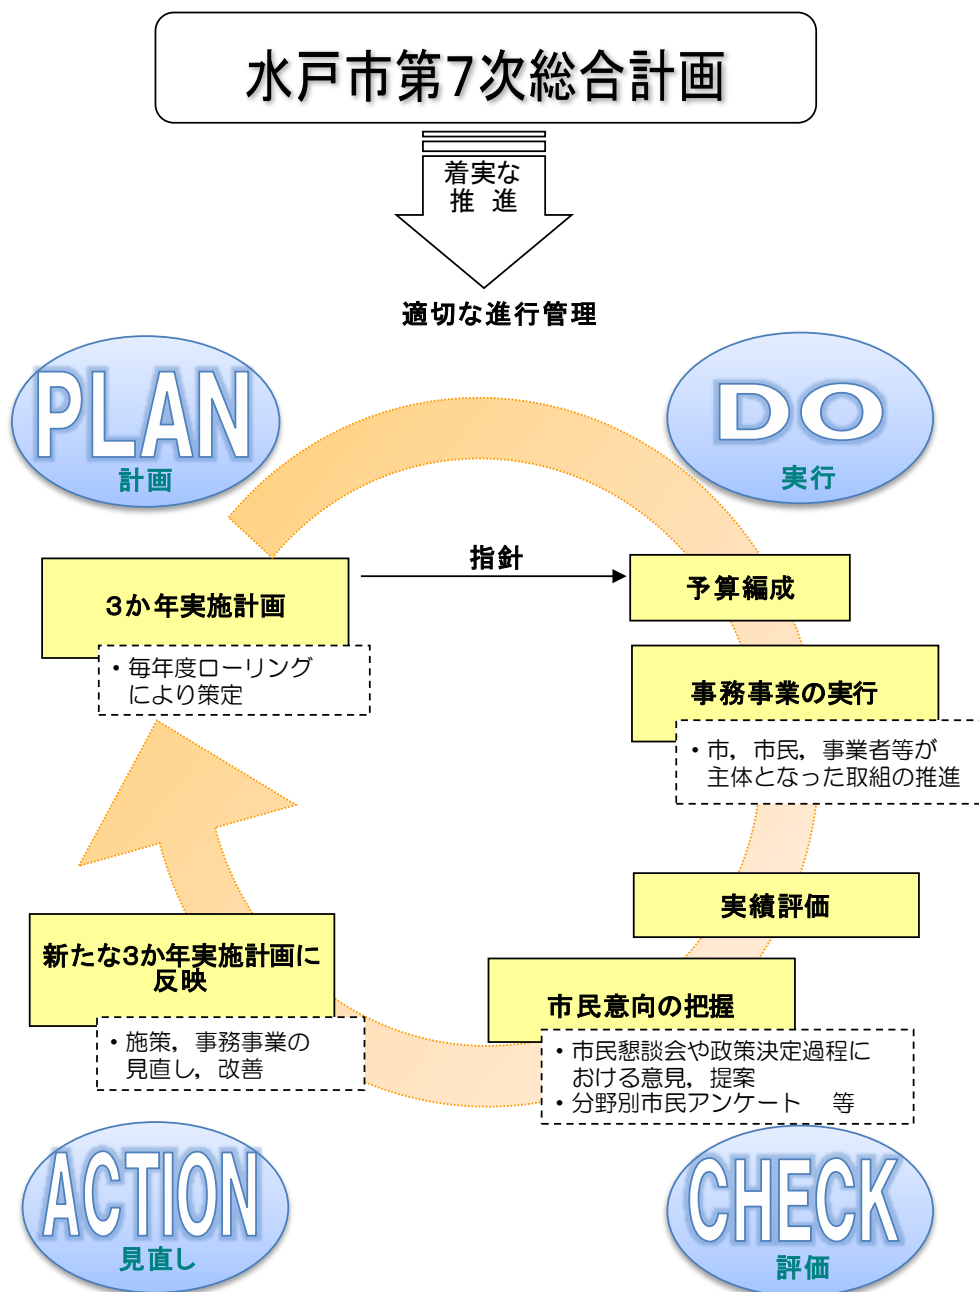 水戸市第７次総合計画
着実な
推 進
適切な進行管理
PLAN
計画
DO
実行
指針
３か年実施計画
・毎年度ローリング
により策定
予算編成
事務事業の実行
・市，市民，事業者等が
主体となった取組の推進
実績評価
市民意向の把握
・市民懇談会や政策決定過程に
おける意見，提案
・分野別市民アンケート 等
新たな３か年実施計画に
反映
・施策，事務事業の
見直し，改善
ACTION
見直し
CHECK
評価